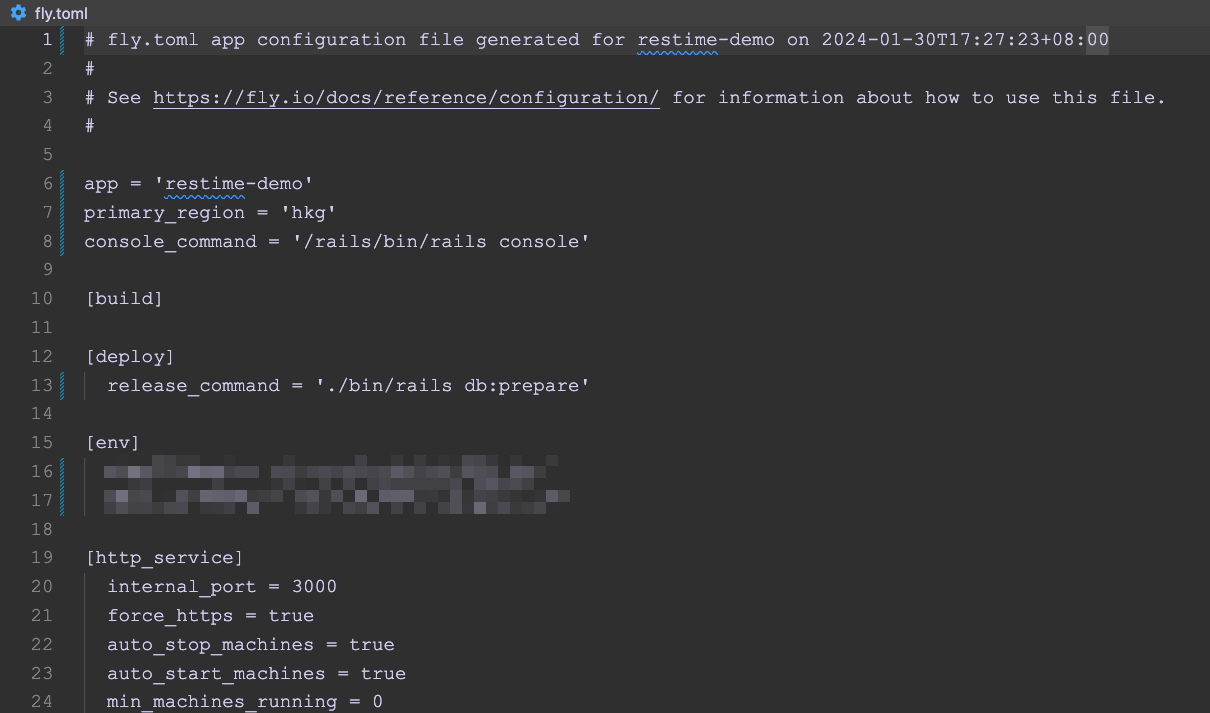 fly.toml
1 # fly.toml app configuration file generated for restime-demo on 2024-01-30T17:27:23+08:00
2 #
3 # See https://fly.io/docs/reference/configuration/ for information about how to use this file.
4 #
5
6 app = 'restime-demo'
7 primary_region = 'hkg'
8 console_command = '/rails/bin/rails console'
9
10 [build]
11
12 [deploy]
13 release_command = './bin/rails db:prepare'
14
15 [env]
16
17
18
19 [http_service]
20 internal_port = 3000
21 force_https = true
22 auto_stop_machines = true
23 auto_start_machines = true
24 min_machines_running = 0